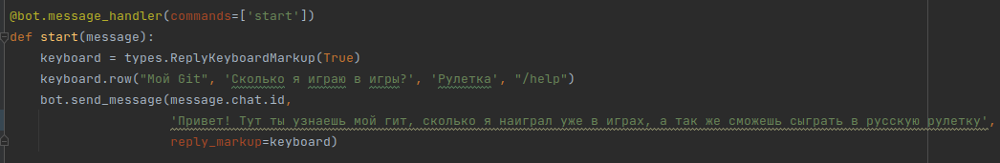 @bot.message_handler(commands=['start'])
def start(message):
    keyboard = types.ReplyKeyboardMarkup(True)
    keyboard.row("Мой Git", 'Сколько я играю в игры?', 'Рулетка', "/help")
    bot.send_message(message.chat.id,
                     'Привет! Тут ты узнаешь мой гит, сколько я наиграл уже в играх, а так же сможешь сыграть в русскую рулетку',
                     reply_markup=keyboard)